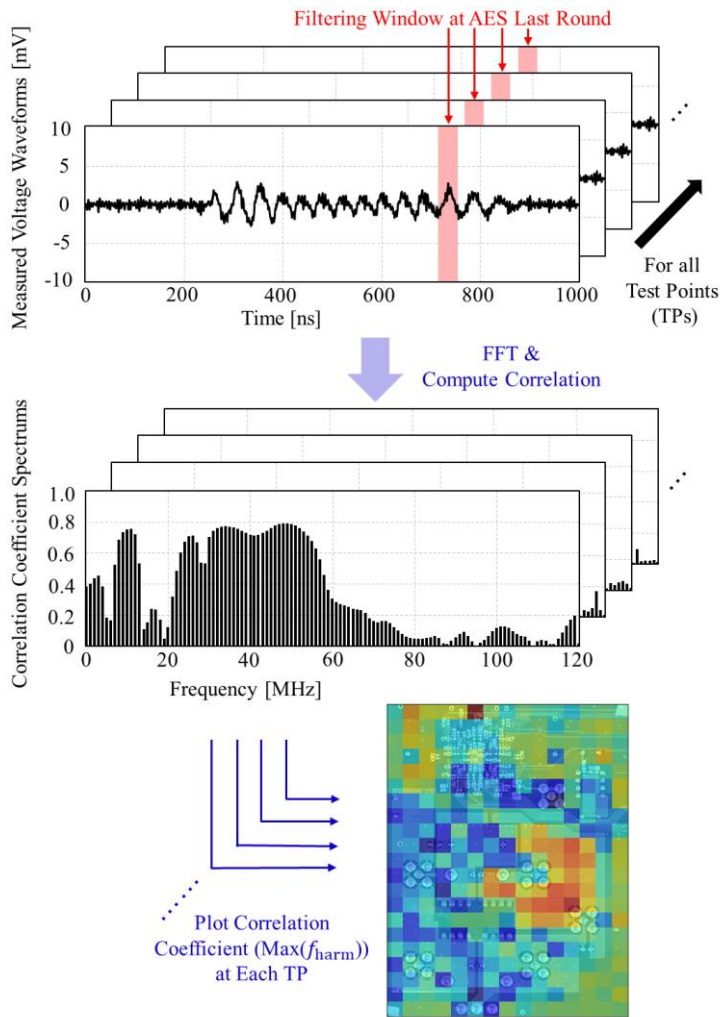 Filtering Window at AES Last Round
Measured Voltage Waveforms [mV]
10
5
0
-5
-10
0
200
400
600
800
1000
Time [ns]
For all
Test Points
(TPs)
FFT &
Compute Correlation
Correlation Coefficient Spectrums
1.0
0.8
0.6
0.4
0.2
0
0
20
40
60
80
100
120
Frequency [MHz]
Plot Correlation
Coefficient (Max(f_harm))
at Each TP